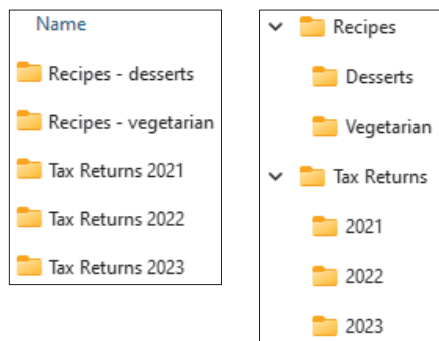 Name
Recipes - desserts
Recipes - vegetarian
Tax Returns 2021
Tax Returns 2022
Tax Returns 2023
Recipes
Desserts
Vegetarian
Tax Returns
2021
2022
2023